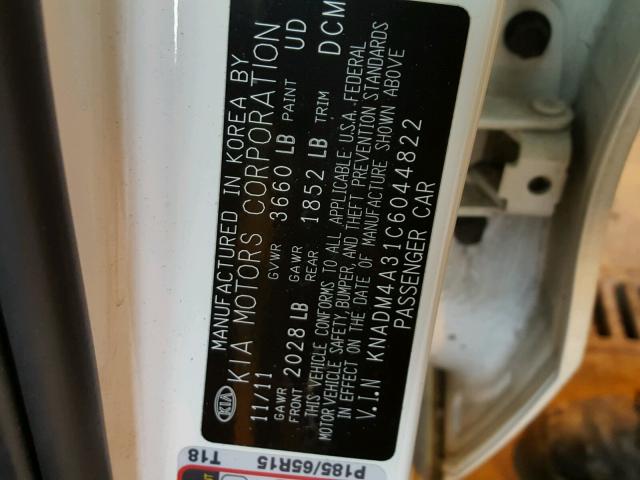 KIA
MANUFACTURED IN KOREA BY
KIA MOTORS CORPORATION
11/11 GVWR 3660 LB PAINT UD
GAWR FRONT 2028 LB GAWR REAR 1852 LB TRIM DCM
THIS VEHICLE CONFORMS TO ALL APPLICABLE U.S.A. FEDERAL
MOTOR VEHICLE SAFETY, BUMPER, AND THEFT PREVENTION STANDARDS
IN EFFECT ON THE DATE OF MANUFACTURE SHOWN ABOVE
V.I.N KNADM4A31C6044822
PASSENGER CAR
T18
P185/65R15